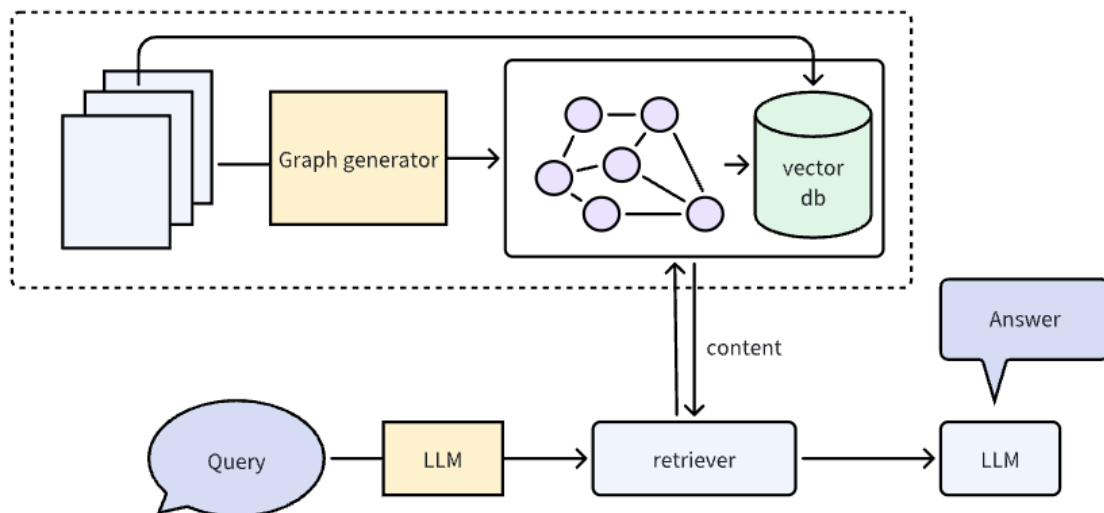 Graph generator
vector
db
content
Answer
Query
LLM
retriever
LLM